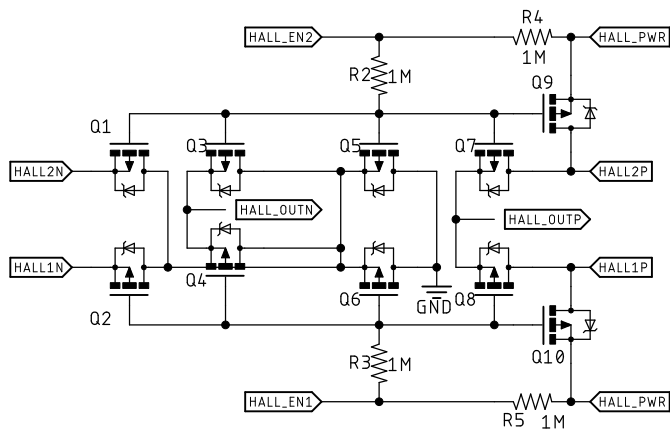 R4
HALL_EN2
HALL_PWR
1M
R2
1M
Q9
Q1
Q3
Q5
Q7
HALL2N
HALL2P
HALL_OUTN
HALL_OUTP
HALL1N
HALL1P
Q4
Q2
Q6
GND
Q8
Q10
R3
1M
HALL_EN1
HALL_PWR
R5
1M